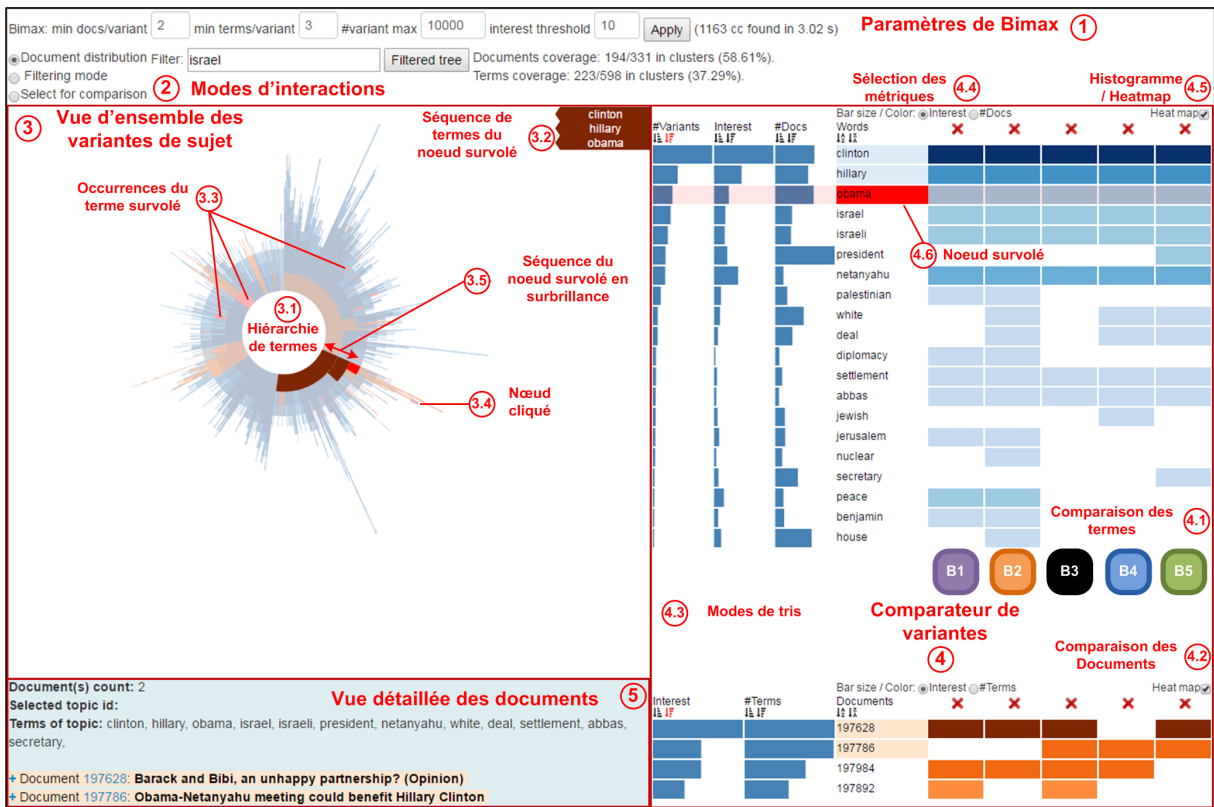 Bimax: min docs/variant 2 min terms/variant 3 #variant max 10000 interest threshold 10 Apply (1163 cc found in 3.02 s)
Paramètres de Bimax 1
Document distribution Filter: israel Filtered tree Documents coverage: 194/331 in clusters (58.61%).
Filtering mode Terms coverage: 223/598 in clusters (37.29%).
Select for comparison
2 Modes d'interactions
Sélection des
métriques 4.4
Histogramme
/ Heatmap 4.5
3 Vue d'ensemble des
variantes de sujet
Séquence de
termes du
noeud survolé
3.2
clinton
hillary
obama
Occurrences du
terme survolé
3.3
3.5
Séquence du
noeud survolé en
surbrillance
3.1
Hiérarchie
de termes
3.4
Nœud
cliqué
Bar size / Color: Interest #Docs Heat map
#Variants Interest #Docs Words
clinton
hillary
obama
israel
israeli
president
netanyahu
palestinian
white
deal
diplomacy
settlement
abbas
jewish
jerusalem
nuclear
secretary
peace
benjamin
house
4.6 Noeud survolé
Comparaison des
termes
4.1
B1 B2 B3 B4 B5
4.3 Modes de tris
Comparateur de
variantes
4
Comparaison des
Documents
4.2
Bar size / Color: Interest #Terms Heat map
Interest #Terms Documents
197628
197786
197984
197892
Document(s) count: 2
Vue détaillée des documents 5
Selected topic id:
Terms of topic: clinton, hillary, obama, israel, israeli, president, netanyahu, white, deal, settlement, abbas,
secretary,
+ Document 197628: Barack and Bibi, an unhappy partnership? (Opinion)
+ Document 197786: Obama-Netanyahu meeting could benefit Hillary Clinton